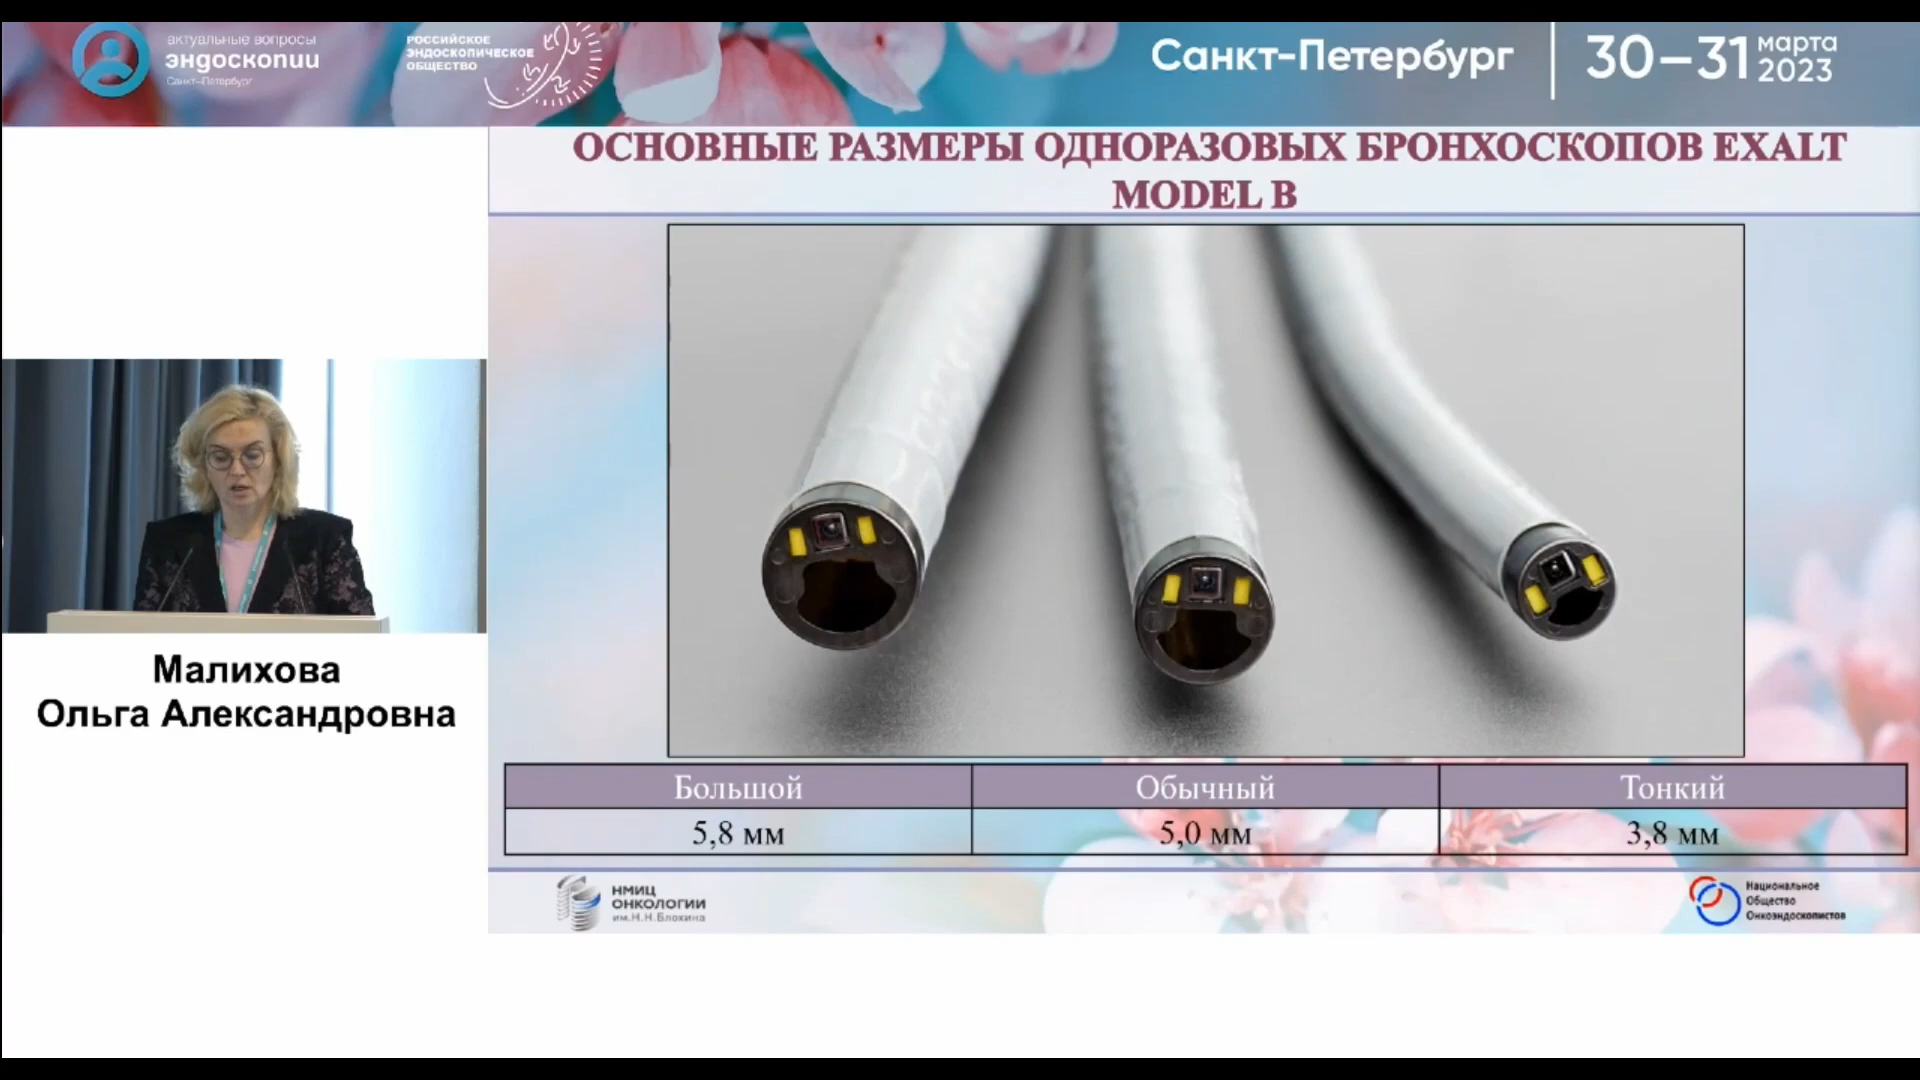 актуальные вопросы
эндоскопии
Санкт-Петербург
РОССИЙСКОЕ
ЭНДОСКОПИЧЕСКОЕ
ОБЩЕСТВО
Санкт-Петербург
30–31 марта
2023
ОСНОВНЫЕ РАЗМЕРЫ ОДНОРАЗОВЫХ БРОНХОСКОПОВ EXALT
MODEL B
Малихова
Ольга Александровна
Большой Обычный Тонкий
5,8 мм 5,0 мм 3,8 мм
НМИЦ
ОНКОЛОГИИ
им.Н.Н.Блохина
Национальное
Общество
Онкоэндоскопистов